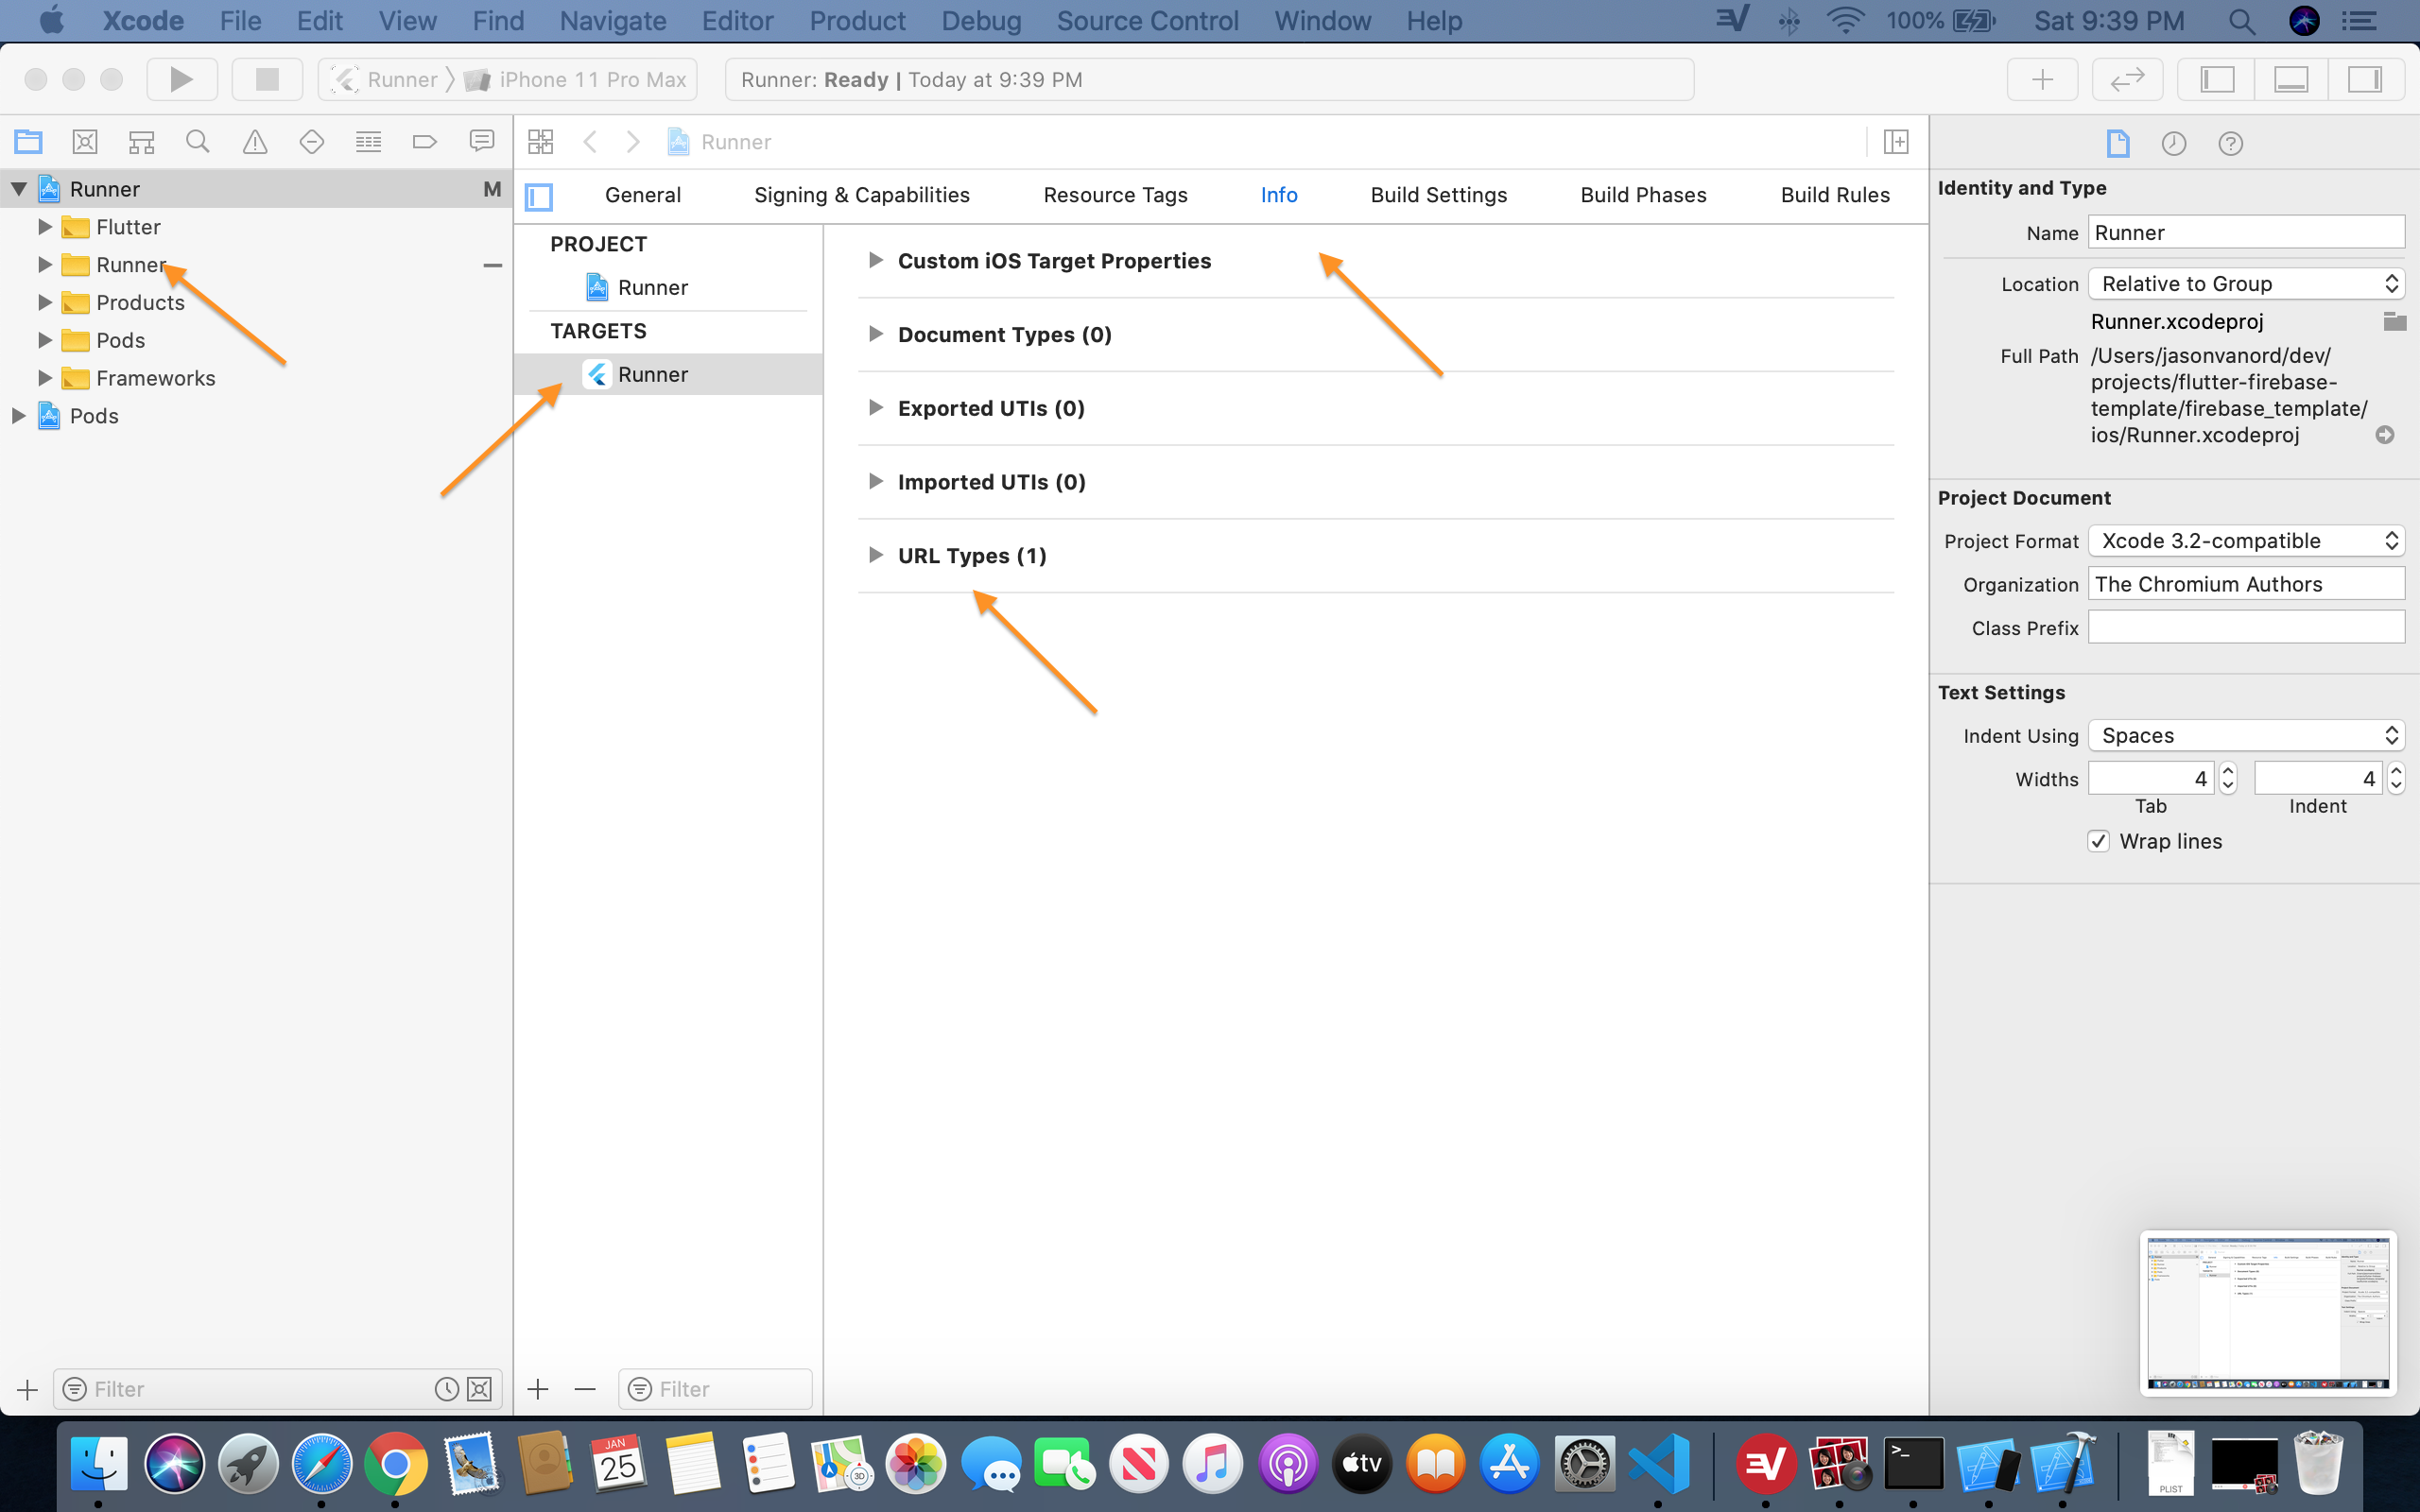 Xcode File Edit View Find Navigate Editor Product Debug Source Control Window Help 100% Sat 9:39 PM
Runner iPhone 11 Pro Max Runner: Ready | Today at 9:39 PM
Runner
Runner M
Flutter
Runner
Products
Pods
Frameworks
Pods
Filter
General Signing & Capabilities Resource Tags Info Build Settings Build Phases Build Rules
PROJECT
Runner
TARGETS
Runner
Filter
Custom iOS Target Properties
Document Types (0)
Exported UTIs (0)
Imported UTIs (0)
URL Types (1)
Identity and Type
Name Runner
Location Relative to Group
Runner.xcodeproj
Full Path /Users/jasonvanord/dev/
projects/flutter-firebase-
template/firebase_template/
ios/Runner.xcodeproj
Project Document
Project Format Xcode 3.2-compatible
Organization The Chromium Authors
Class Prefix
Text Settings
Indent Using Spaces
Widths 4 4
Tab Indent
Wrap lines
JAN
25
3D
tv
>_
PLIST